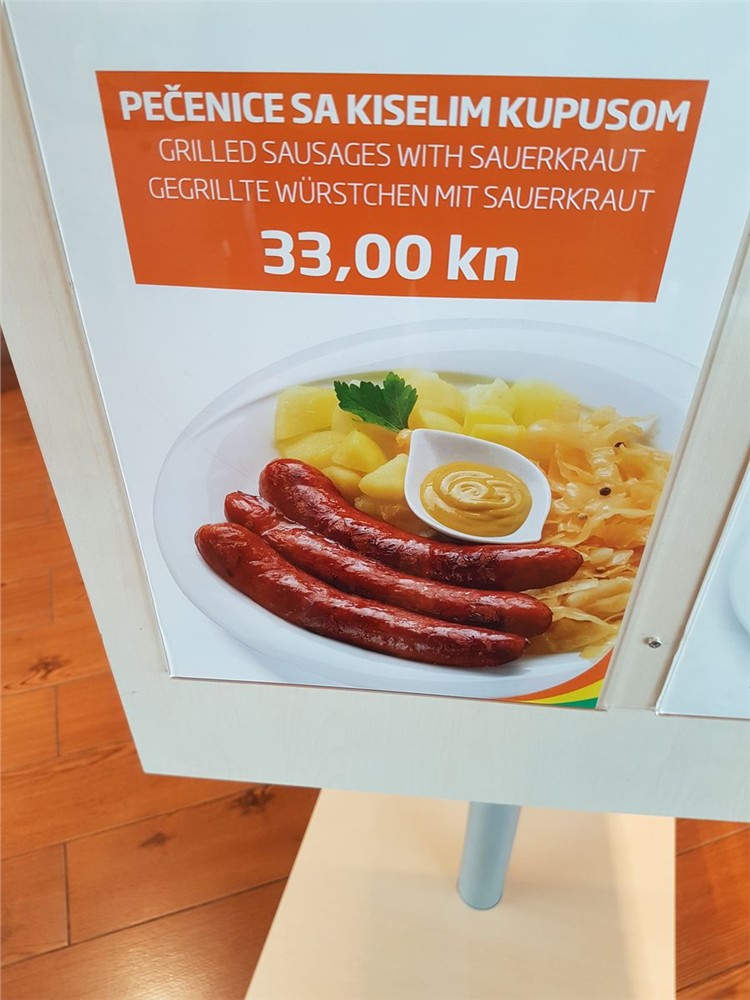 PEČENICE SA KISELIM KUPUSOM
GRILLED SAUSAGES WITH SAUERKRAUT
GEGRILLTE WÜRSTCHEN MIT SAUERKRAUT
33,00 kn